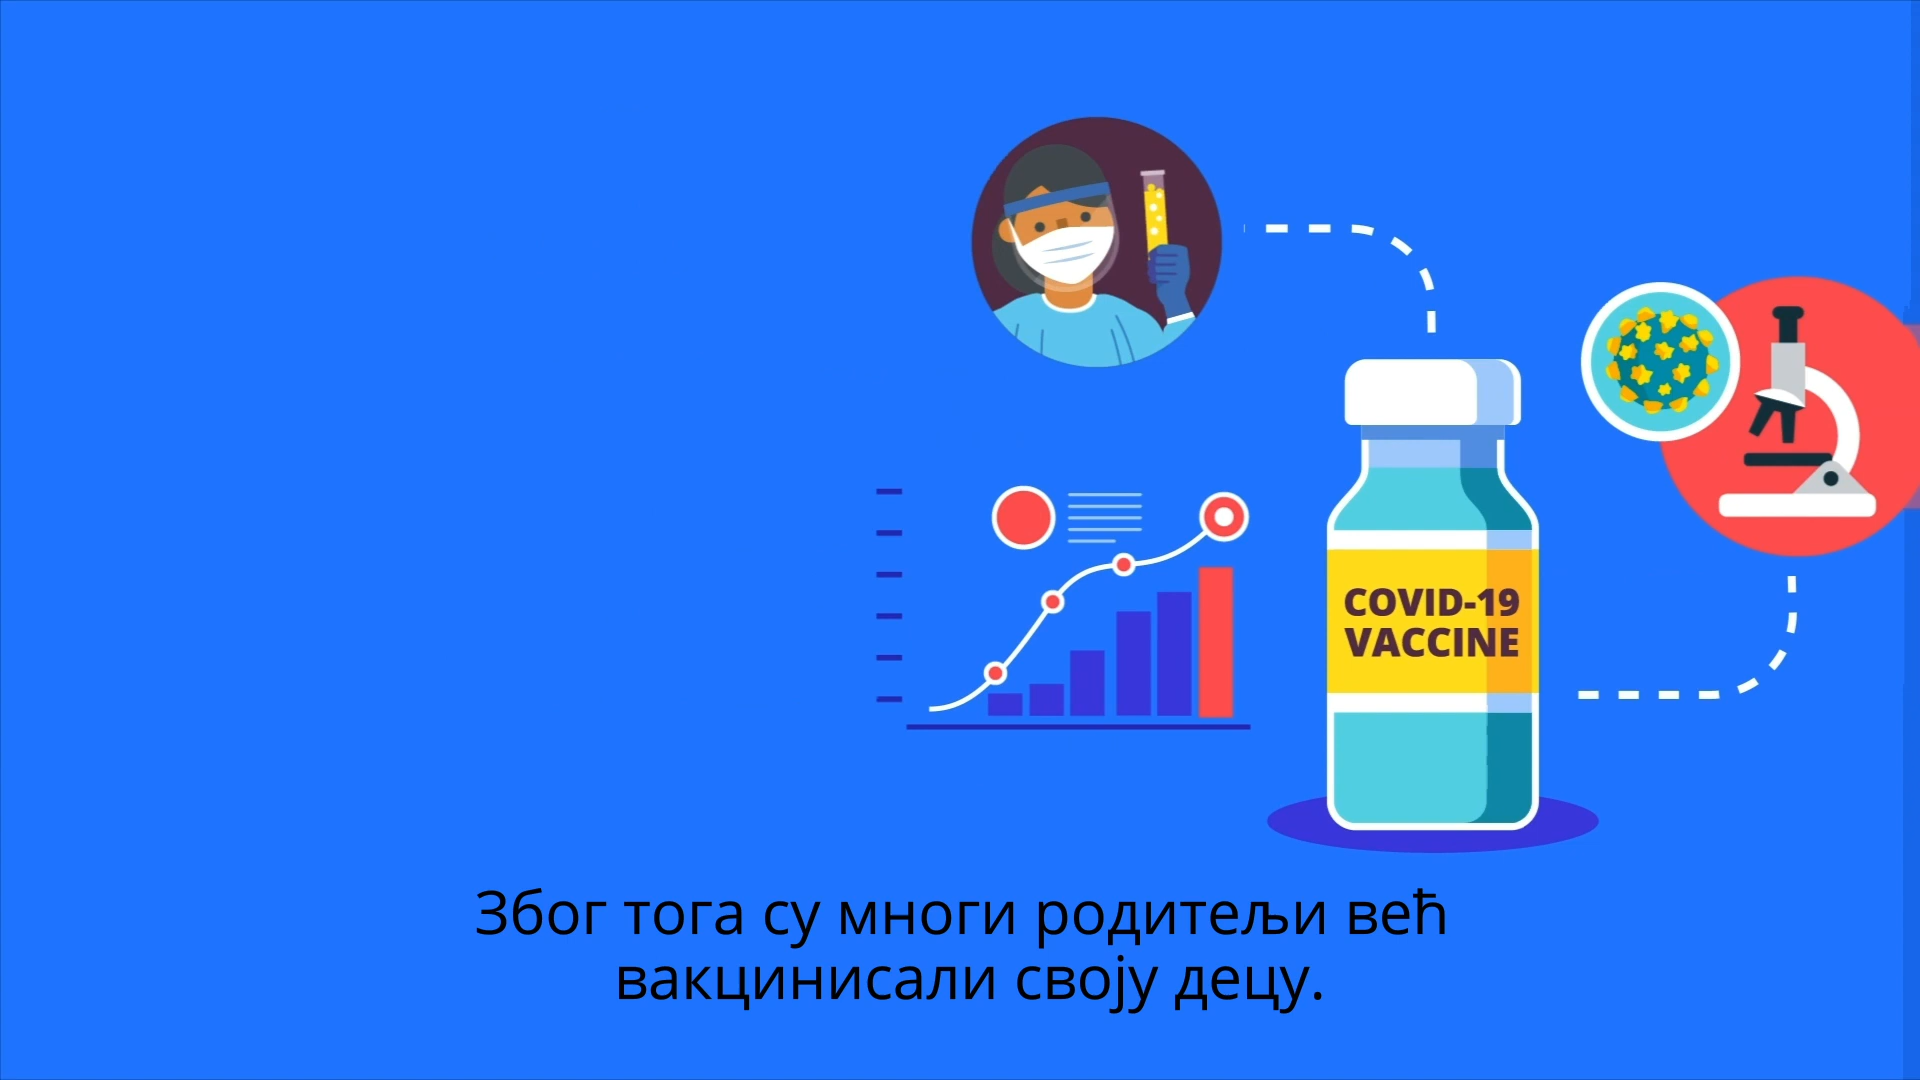 COVID-19
VACCINE
Због тога су многи родитељи већ
вакцинисали своју децу.